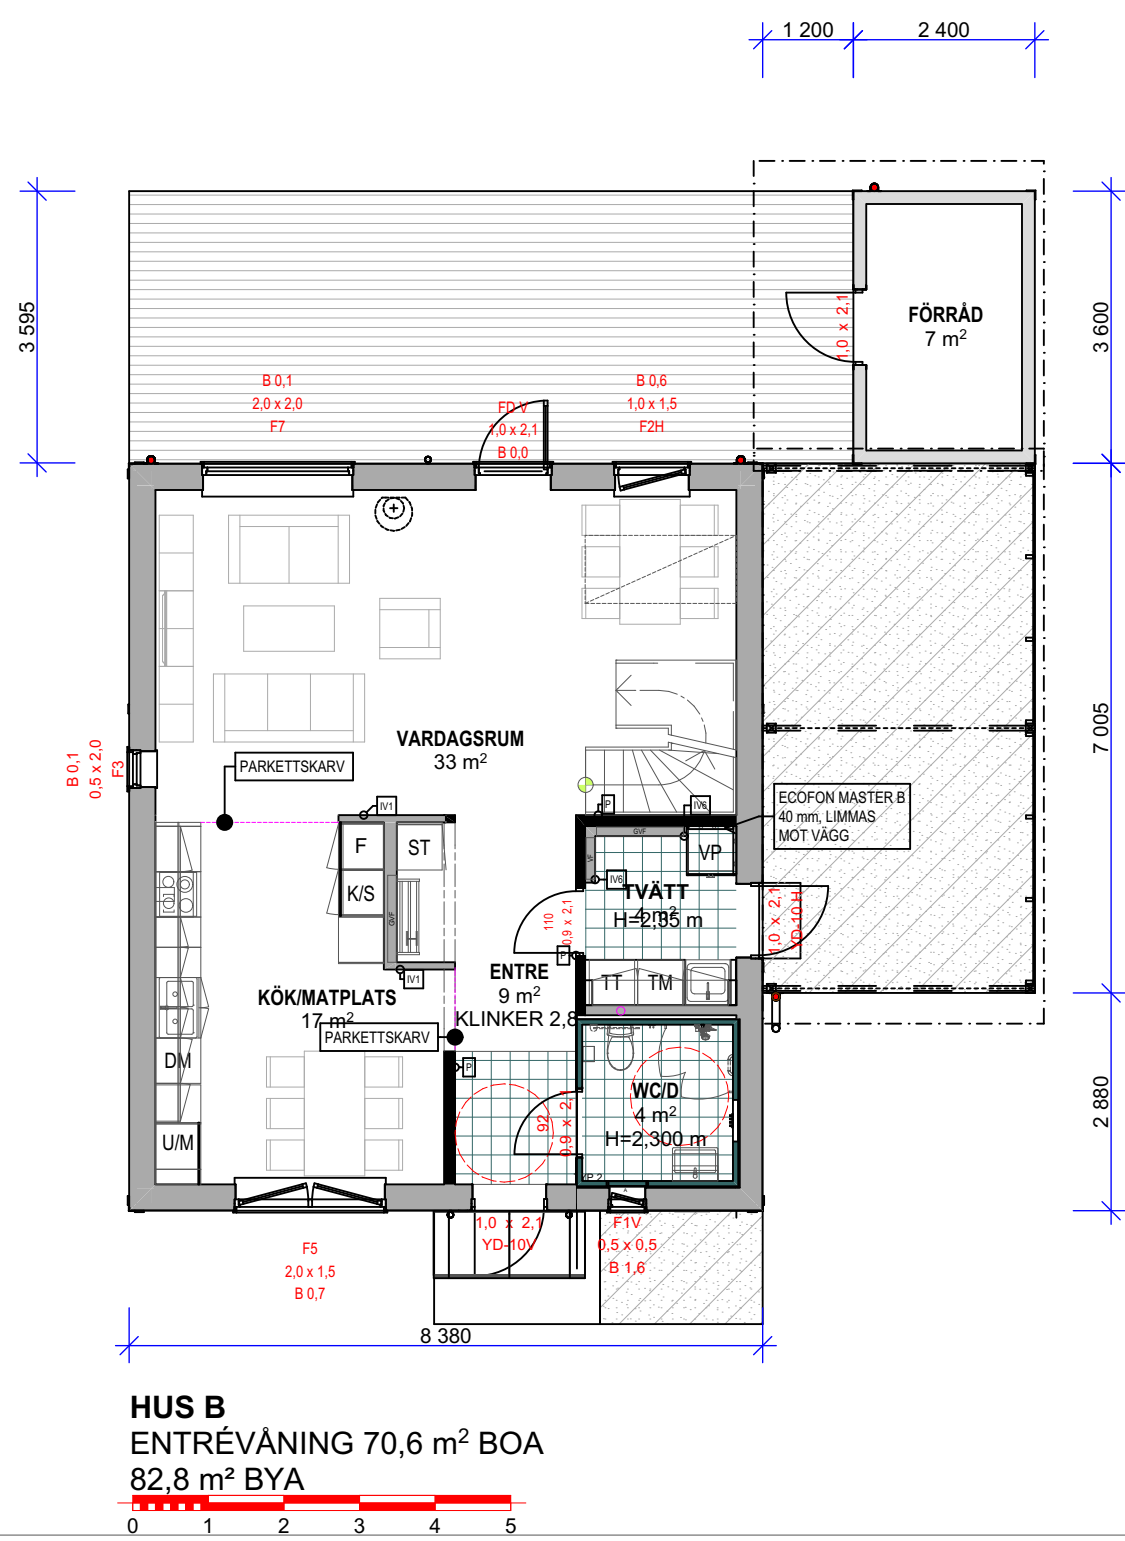 1 200
2 400
3 595
3 600
FÖRRÅD
7 m²
1,0 x 2,1
B 0,1
2,0 x 2,0
F7
FD V
1,0 x 2,1
B 0,0
B 0,6
1,0 x 1,5
F2H
7 005
VARDAGSRUM
33 m²
B 0,1
0,5 x 2,0
F3
PARKETTSKARV
IV1
P
IV6
ECOFON MASTER B
40 mm, LIMMAS
MOT VÄGG
F
ST
K/S
GVF
GVF
VF
VP
IV6
TVÄTT
4 m²
H=2,35 m
110
0,9 x 2,1
1,0 x 2,1
YD-10 H
P
IV1
TT
TM
ENTRE
9 m²
KLINKER 2,8
KÖK/MATPLATS
17 m²
PARKETTSKARV
DM
U/M
P
WC/D
4 m²
H=2,300 m
92
0,9 x 2,1
2 880
1,0 x 2,1
YD-10V
F1V
0,5 x 0,5
B 1,6
F5
2,0 x 1,5
B 0,7
8 380
HUS B
ENTRÉVÅNING 70,6 m² BOA
82,8 m² BYA
0 1 2 3 4 5